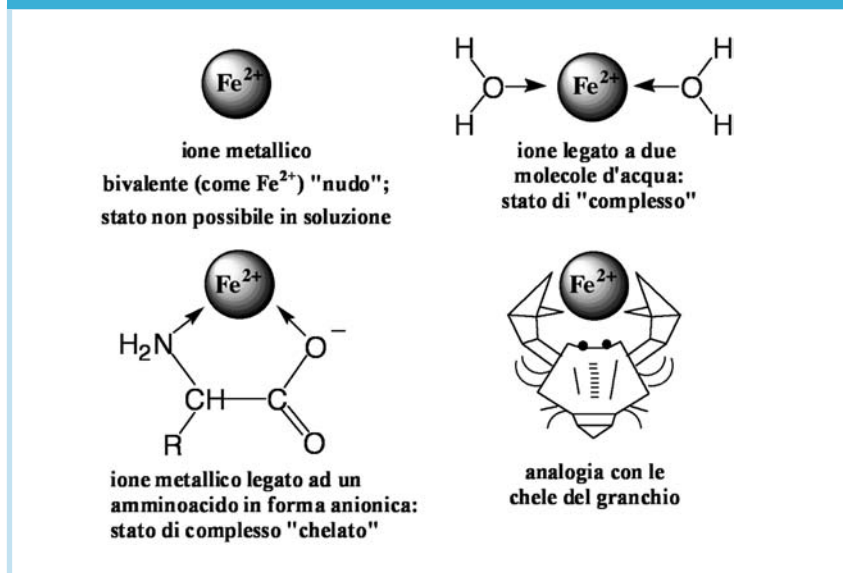 Fe2+
ione metallico
bivalente (come Fe2+) "nudo";
stato non possibile in soluzione
H
O
H
Fe2+
H
O
H
ione legato a due
molecole d'acqua:
stato di "complesso"
Fe2+
H2N
O−
CH
C
R
O
ione metallico legato ad un
amminoacido in forma anionica:
stato di complesso "chelato"
Fe2+
analogia con le
chele del granchio